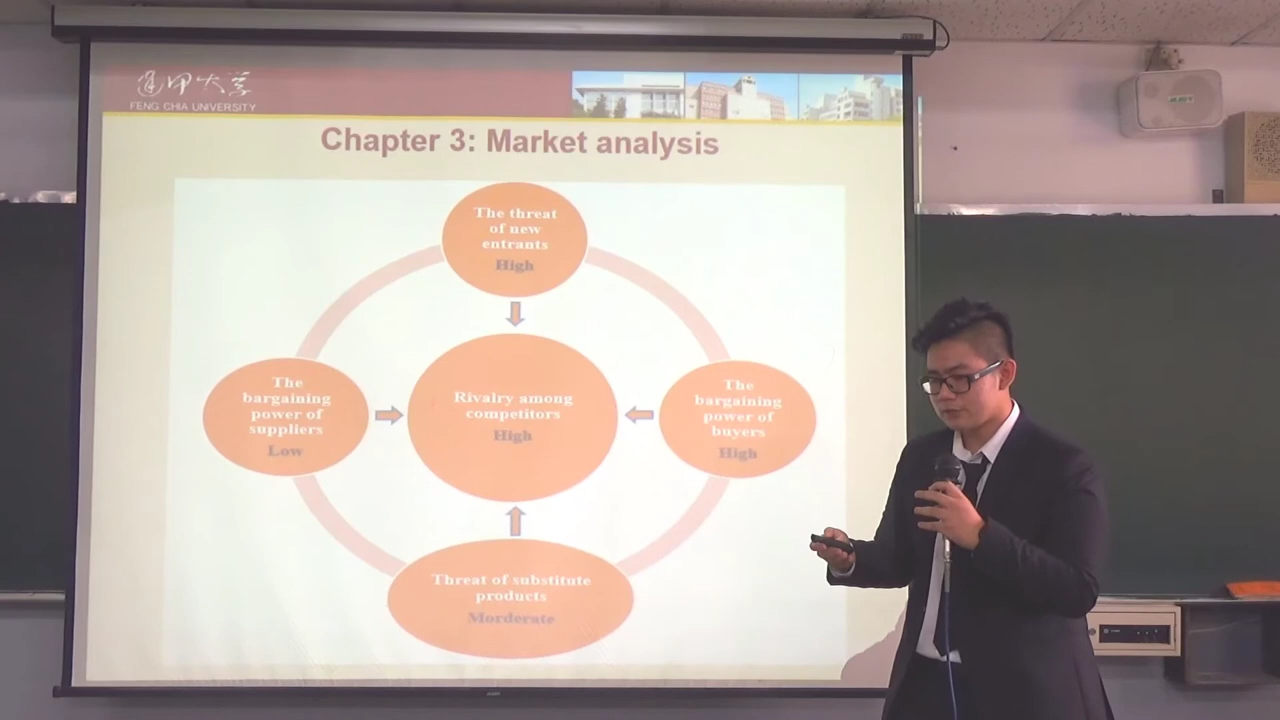 逢甲大學
FENG CHIA UNIVERSITY
Chapter 3: Market analysis
The threat
of new
entrants
High
The
bargaining
power of
suppliers
Low
Rivalry among
competitors
High
The
bargaining
power of
buyers
High
Threat of substitute
products
Morderate